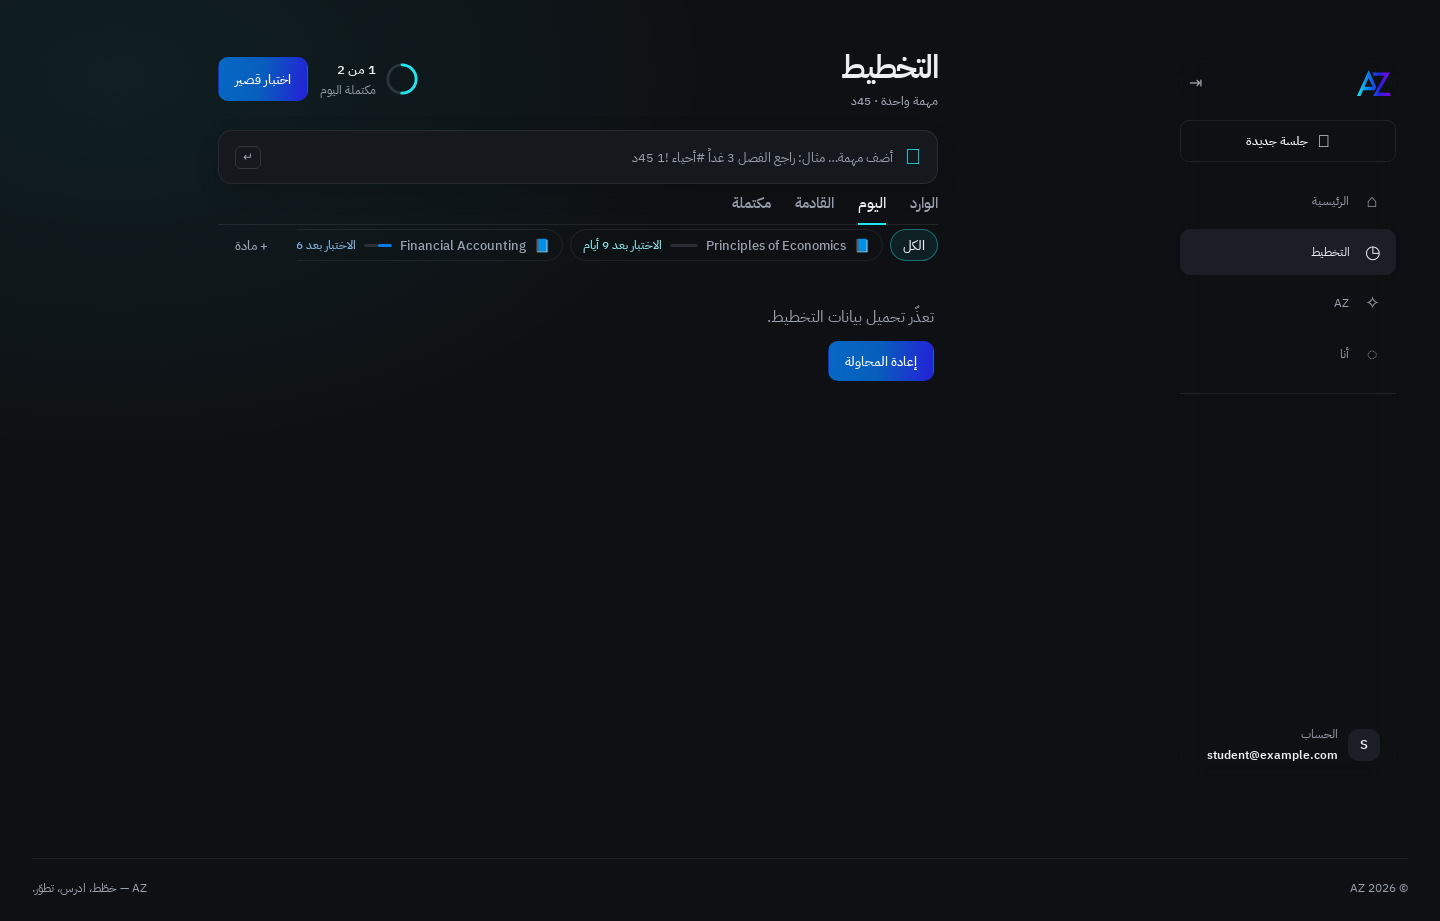 AZ
⇥
جلسة جديدة
الرئيسية
التخطيط
AZ
أنا
الحساب
student@example.com
S
التخطيط
مهمة واحدة · 45د
1 من 2
مكتملة اليوم
اختبار قصير
أضف مهمة... مثال: راجع الفصل 3 غداً #أحياء !1 45د
↵
الوارد
اليوم
القادمة
مكتملة
الكل
Principles of Economics الاختبار بعد 9 أيام
Financial Accounting الاختبار بعد 6
+ مادة
تعذّر تحميل بيانات التخطيط.
إعادة المحاولة
© 2026 AZ
AZ — خطّط، ادرس، تطوّر.